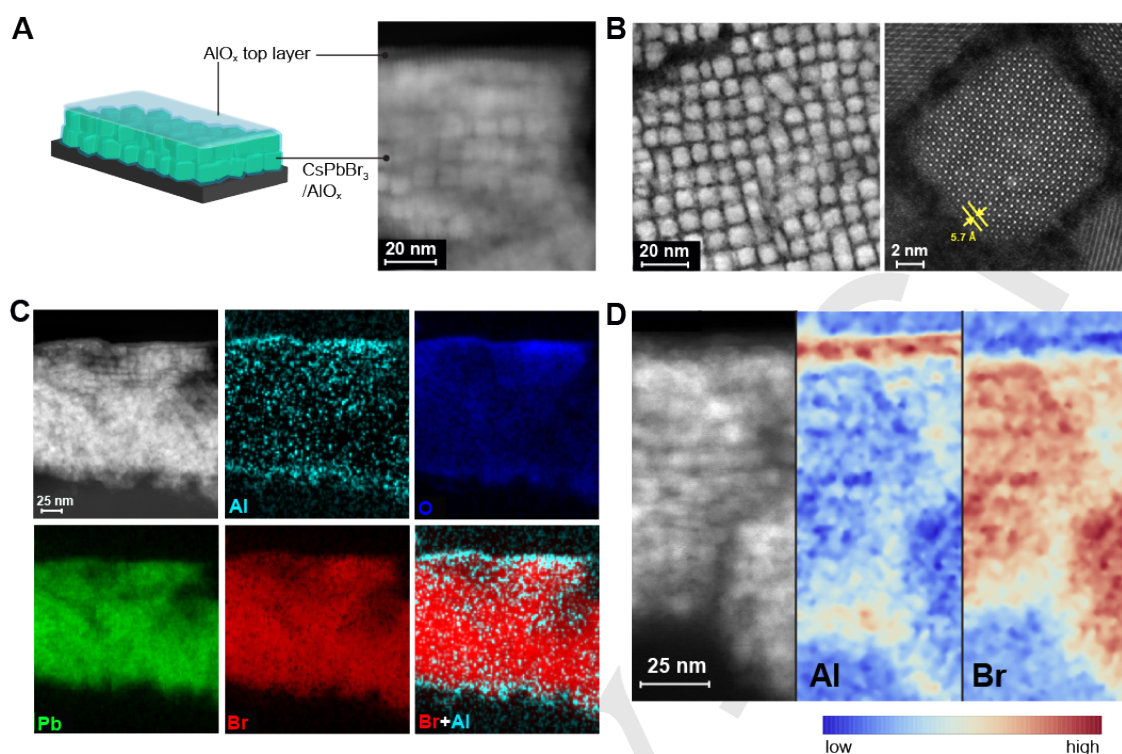 A
AlOₓ top layer
CsPbBr₃
/AlOₓ
20 nm
B
20 nm
5.7 Å
2 nm
C
25 nm
Al
O
Pb
Br
Br+Al
D
25 nm
Al
Br
low
high